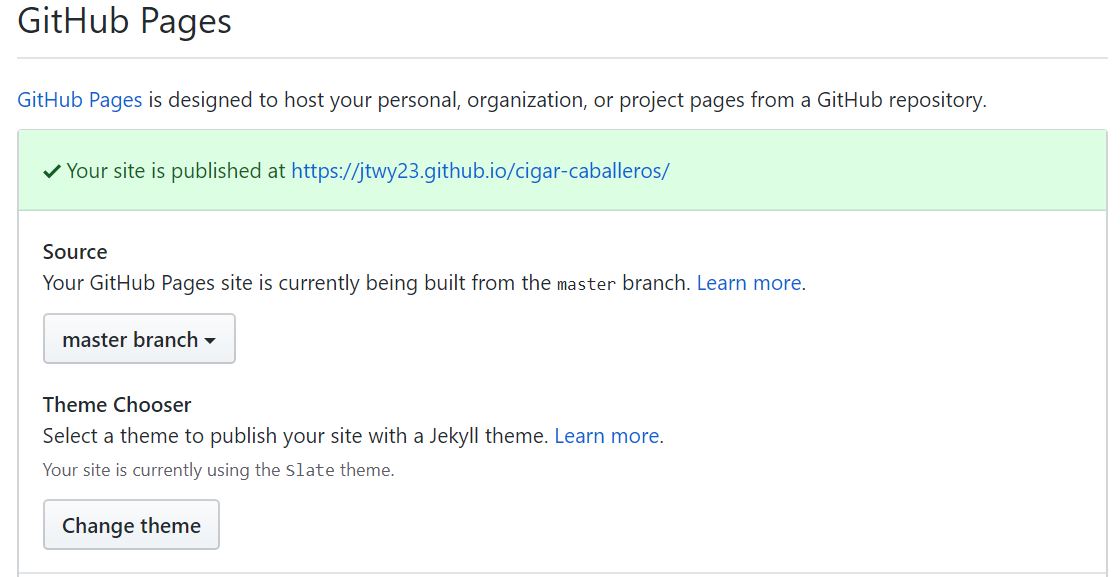 GitHub Pages
GitHub Pages is designed to host your personal, organization, or project pages from a GitHub repository.
Your site is published at https://jtwy23.github.io/cigar-caballeros/
Source
Your GitHub Pages site is currently being built from the master branch. Learn more.
master branch
Theme Chooser
Select a theme to publish your site with a Jekyll theme. Learn more.
Your site is currently using the Slate theme.
Change theme